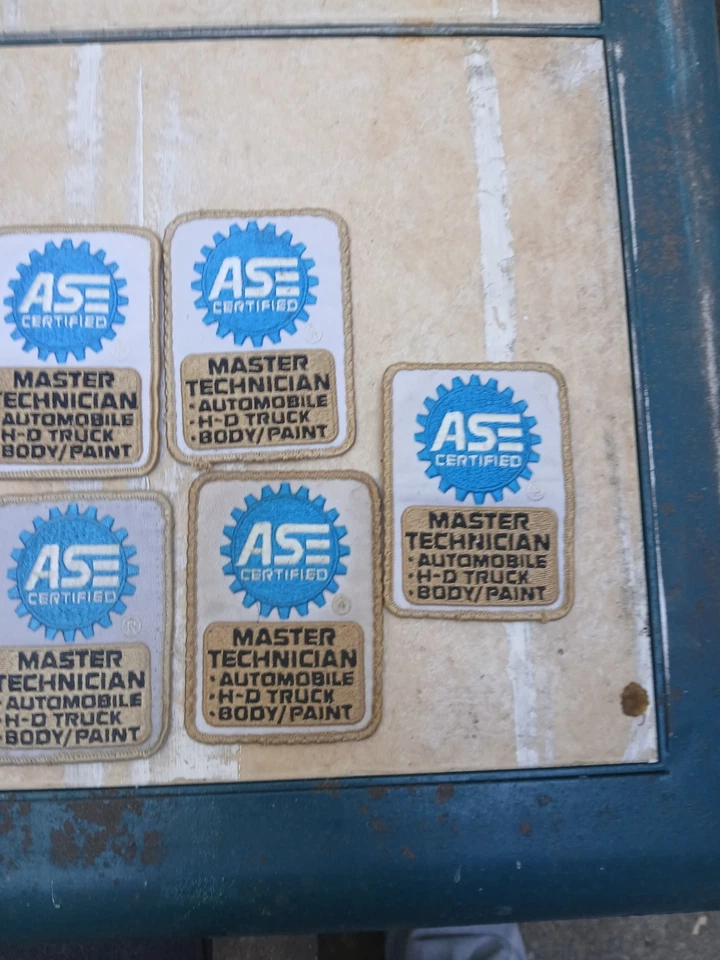 ASE
CERTIFIED
MASTER
TECHNICIAN
AUTOMOBILE
H-D TRUCK
BODY/PAINT
ASE
CERTIFIED
®
MASTER
TECHNICIAN
· AUTOMOBILE
· H-D TRUCK
· BODY/PAINT
ASE
CERTIFIED
®
MASTER
TECHNICIAN
· AUTOMOBILE
· H-D TRUCK
· BODY/PAINT
ASE
CERTIFIED
®
MASTER
TECHNICIAN
· AUTOMOBILE
· H-D TRUCK
· BODY/PAINT
ASE
CERTIFIED
®
MASTER
TECHNICIAN
· AUTOMOBILE
· H-D TRUCK
· BODY/PAINT